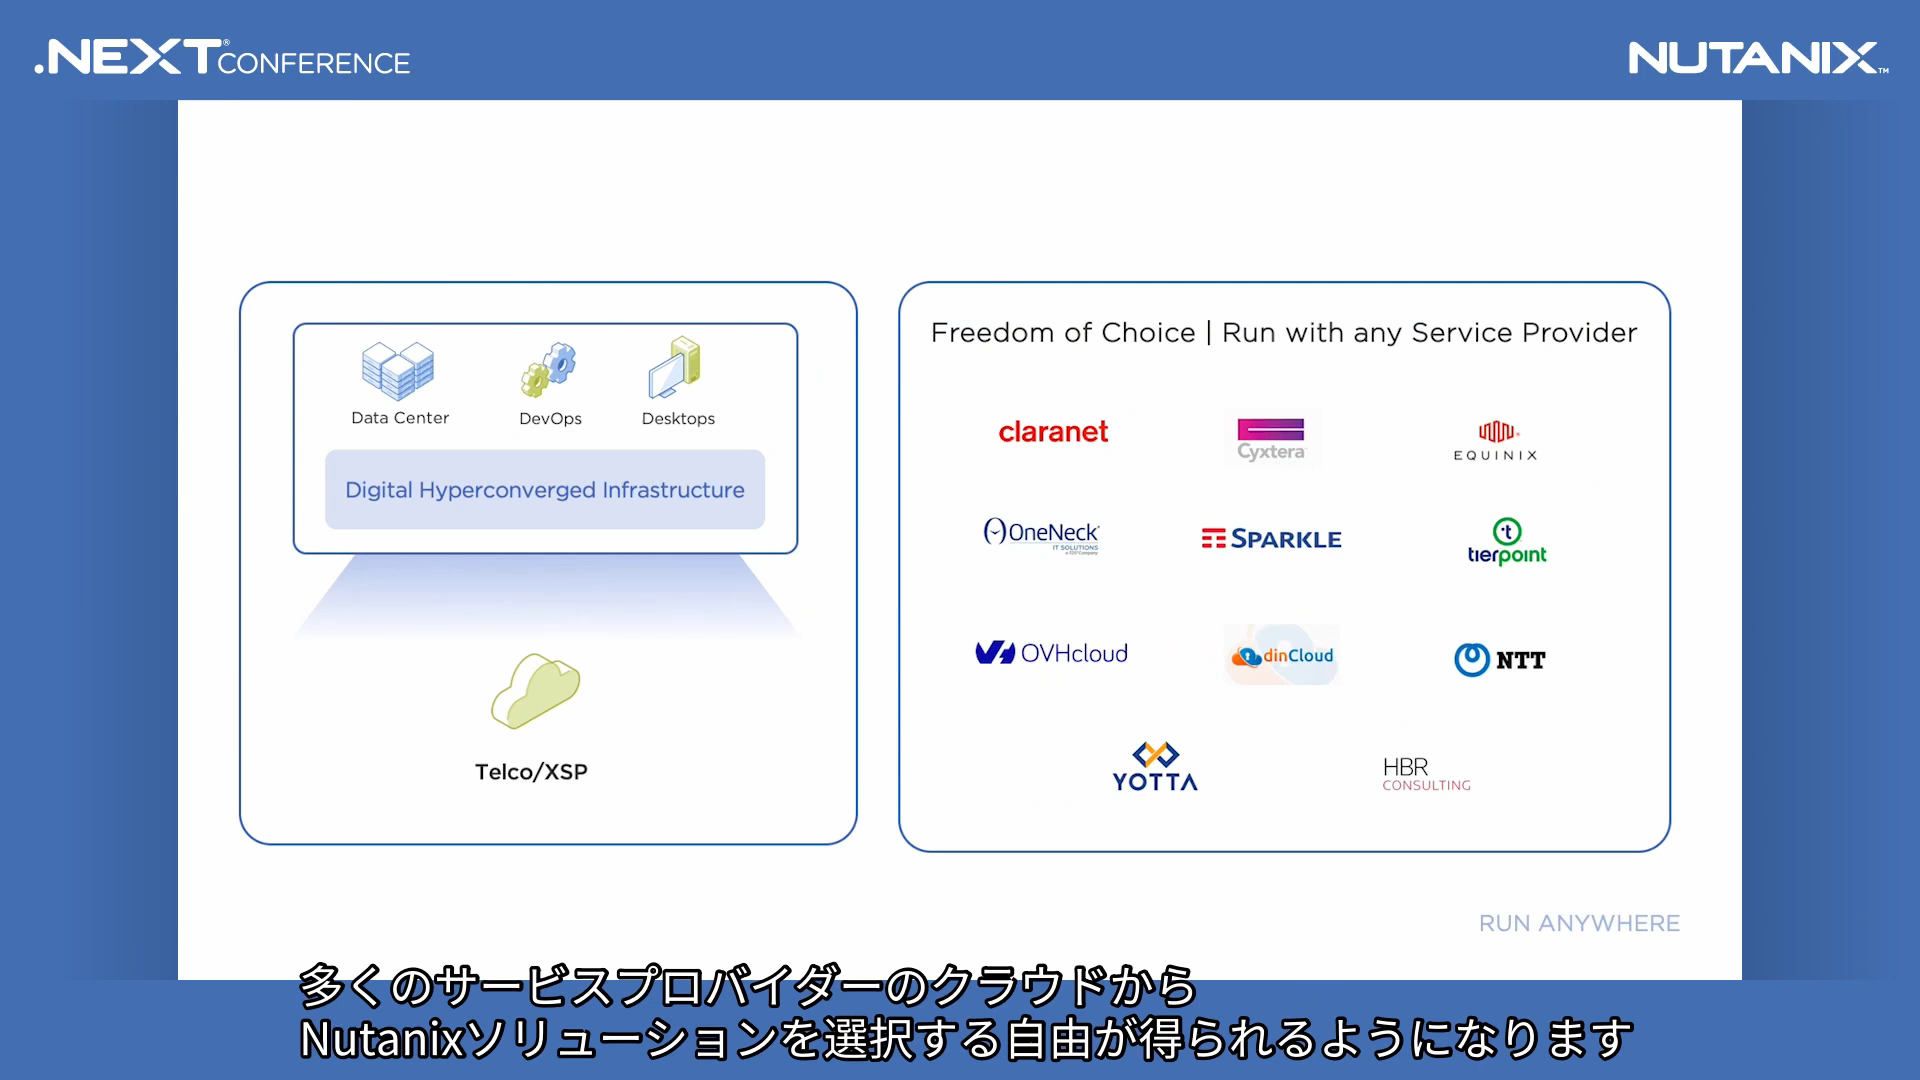 .NEXT® CONFERENCE
NUTANIX™
Data Center
DevOps
Desktops
Digital Hyperconverged Infrastructure
Telco/XSP
Freedom of Choice | Run with any Service Provider
claranet
Cyxtera
EQUINIX
OneNeck
IT SOLUTIONS
SPARKLE
tierpoint
OVHcloud
dinCloud
NTT
YOTTA
HBR
CONSULTING
RUN ANYWHERE
多くのサービスプロバイダーのクラウドから
Nutanixソリューションを選択する自由が得られるようになります